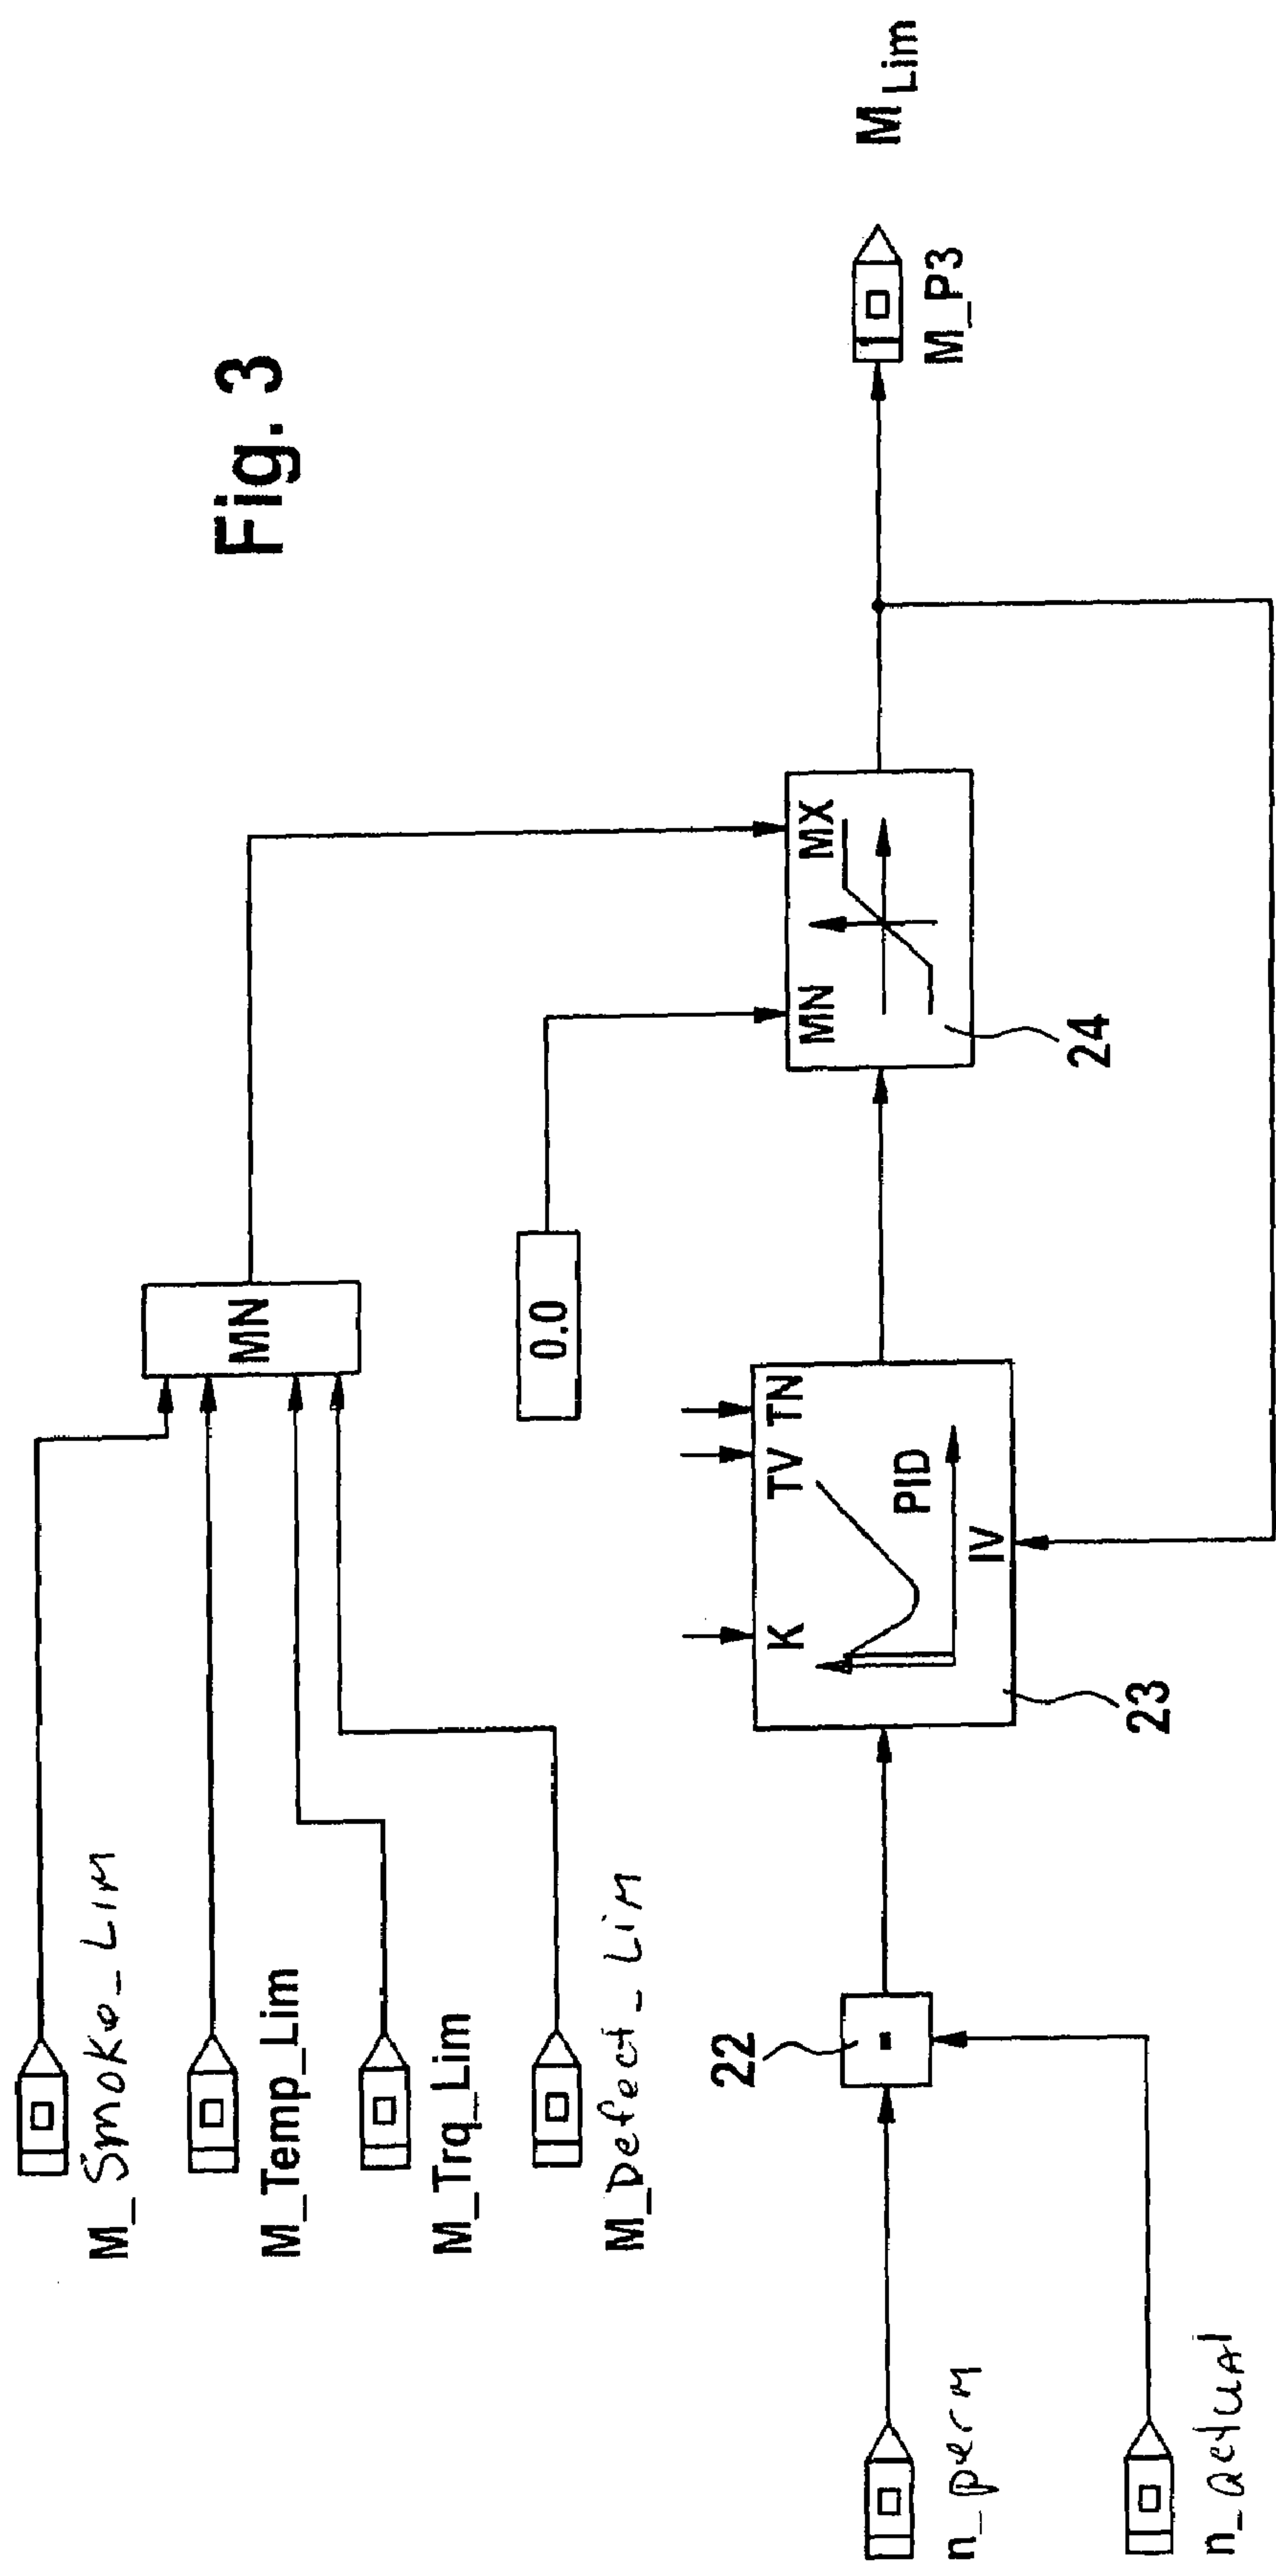 Fig. 3
M_Smoke_Lim
M_Temp_Lim
M_Trq_Lim
M_Defect_Lim
MN
0.0
n_perm
n_actual
22
K
TV
TN
PID
IV
23
MN
MX
24
M_P3
M Lim